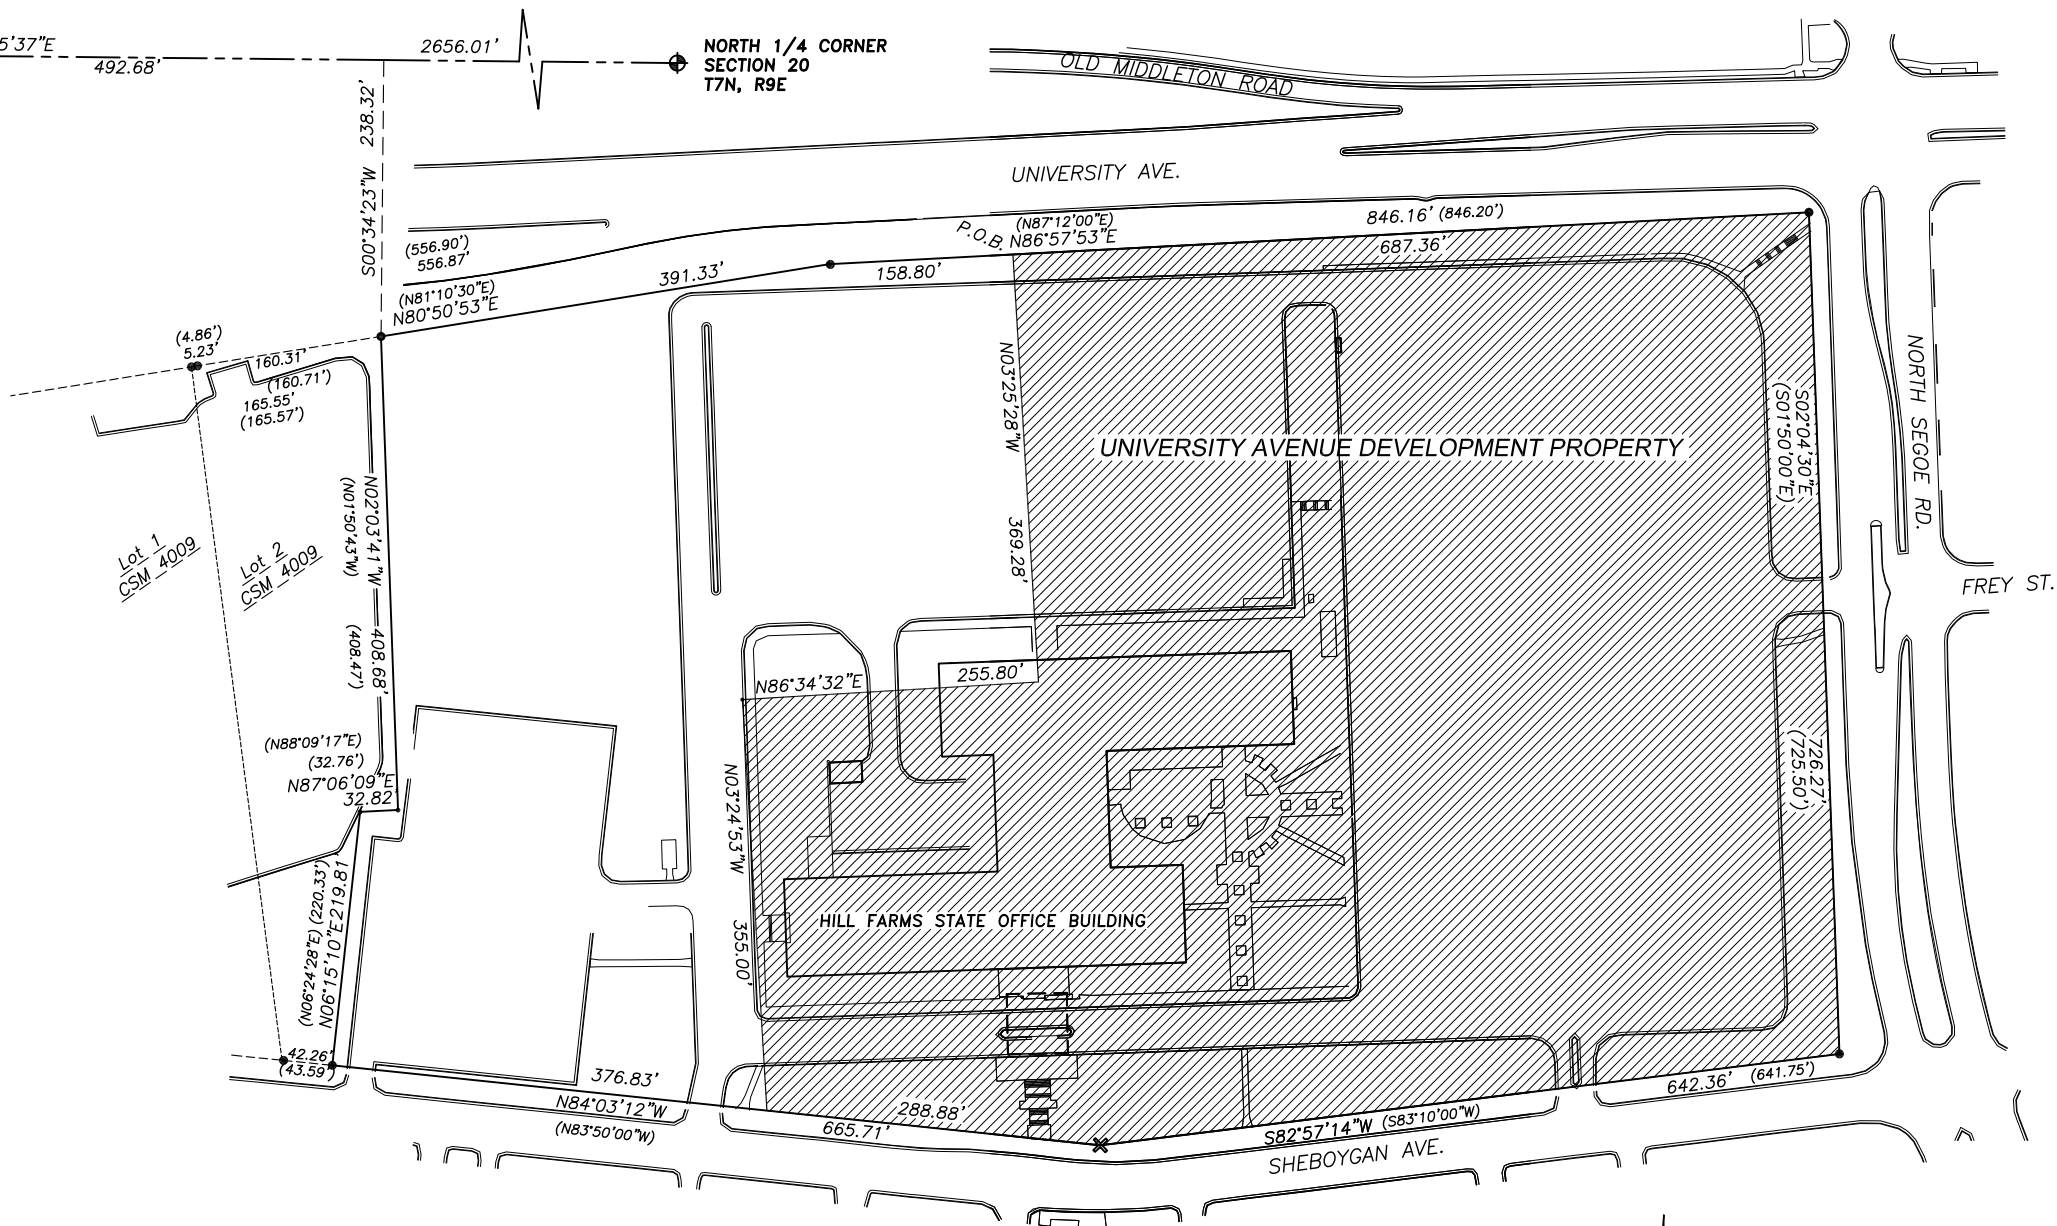 5'37"E
492.68'
2656.01'
NORTH 1/4 CORNER
SECTION 20
T7N, R9E
S00°34'23"W 238.32'
OLD MIDDLETON ROAD
UNIVERSITY AVE.
(556.90')
556.87'
P.O.B.
(N87°12'00"E)
N86°57'53"E
846.16' (846.20')
687.36'
391.33'
158.80'
(N81°10'30"E)
N80°50'53"E
(4.86')
5.23'
160.31'
(160.71')
165.55'
(165.57')
N03°25'28"W
369.28'
UNIVERSITY AVENUE DEVELOPMENT PROPERTY
S02°04'30"E
(S01°50'00"E)
NORTH SEGOE RD.
Lot 1
CSM 4009
Lot 2
CSM 4009
N02°03'41"W 408.68'
(N01°50'43"W) (408.47')
FREY ST.
N86°34'32"E
255.80'
(N88°09'17"E)
(32.76')
N87°06'09"E
32.82'
N03°24'53"W
355.00'
726.27'
(725.50')
HILL FARMS STATE OFFICE BUILDING
(N06°24'28"E) (220.33')
N06°15'10"E 219.81'
42.26'
(43.59')
376.83'
N84°03'12"W
(N83°50'00"W)
288.88'
665.71'
642.36' (641.75')
S82°57'14"W (S83°10'00"W)
SHEBOYGAN AVE.